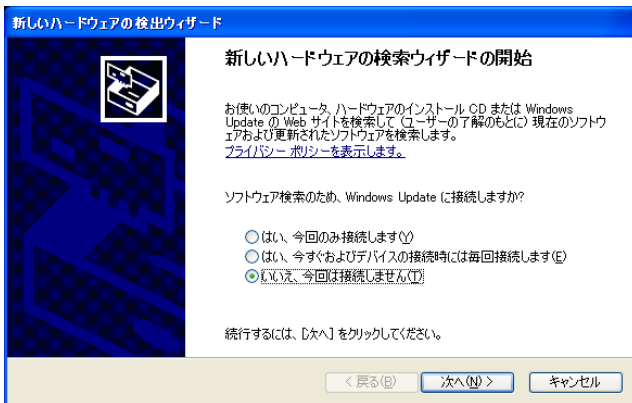 新しいハードウェアの検出ウィザード
新しいハードウェアの検索ウィザードの開始
お使いのコンピュータ、ハードウェアのインストール CD または Windows
Update の Web サイトを検索して (ユーザーの了解のもとに) 現在のソフトウ
ェアおよび更新されたソフトウェアを検索します。
プライバシー ポリシーを表示します。
ソフトウェア検索のため、Windows Update に接続しますか?
はい、今回のみ接続します(Y)
はい、今すぐおよびデバイスの接続時には毎回接続します(E)
いいえ、今回は接続しません(T)
続行するには、[次へ] をクリックしてください。
< 戻る(B)
次へ(N) >
キャンセル